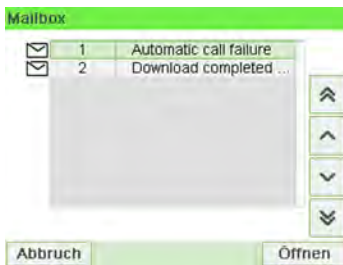 Mailbox
1 Automatic call failure
2 Download completed ...
Abbruch Öffnen